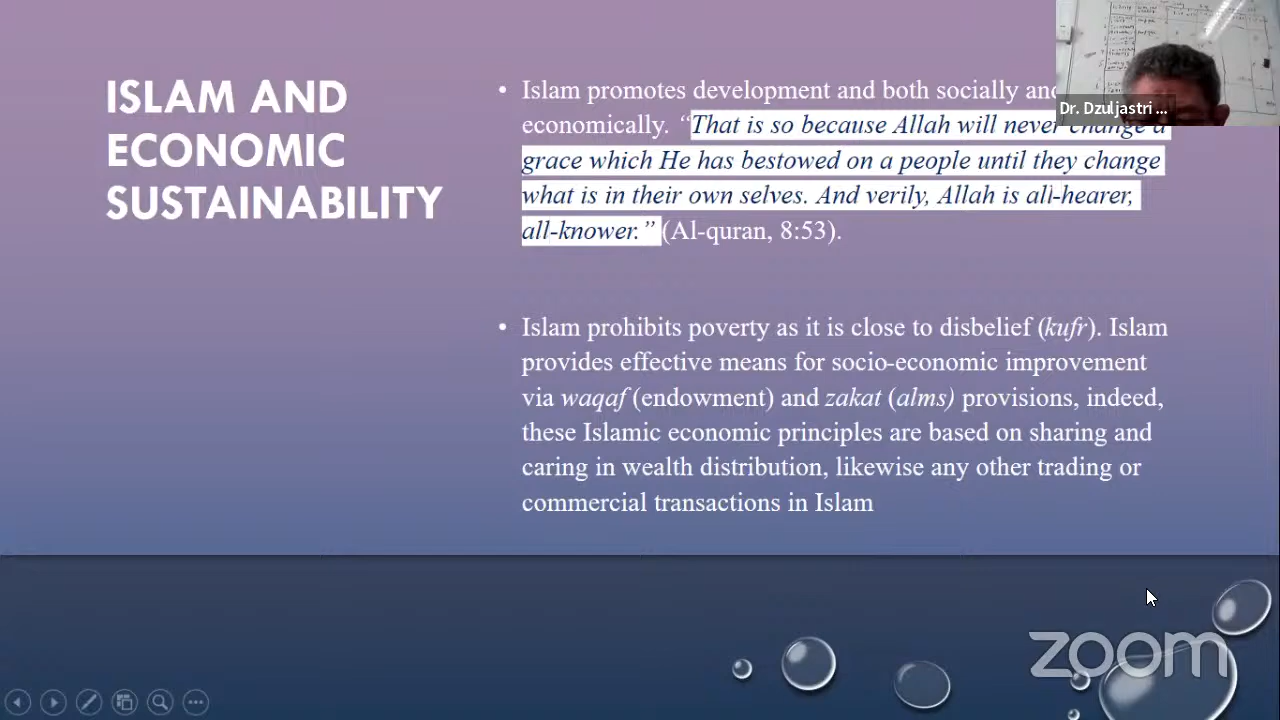 ISLAM AND
ECONOMIC
SUSTAINABILITY
• Islam promotes development and both socially and
economically. “That is so because Allah will never change a
grace which He has bestowed on a people until they change
what is in their own selves. And verily, Allah is all-hearer,
all-knower.” (Al-quran, 8:53).
• Islam prohibits poverty as it is close to disbelief (kufr). Islam
provides effective means for socio-economic improvement
via waqaf (endowment) and zakat (alms) provisions, indeed,
these Islamic economic principles are based on sharing and
caring in wealth distribution, likewise any other trading or
commercial transactions in Islam
Dr. Dzuljastri ...
zoom